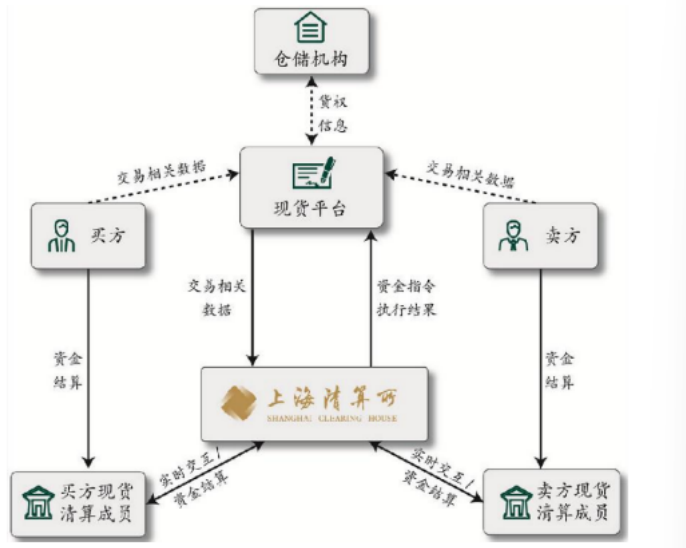 仓储机构
货权
信息
交易相关数据
交易相关数据
现货平台
买方
卖方
交易相关
数据
资金指令
执行结果
资金
结算
资金
结算
上海清算所
SHANGHAI CLEARING HOUSE
实时交互/
资金结算
实时交互/
资金结算
买方现货
清算成员
卖方现货
清算成员